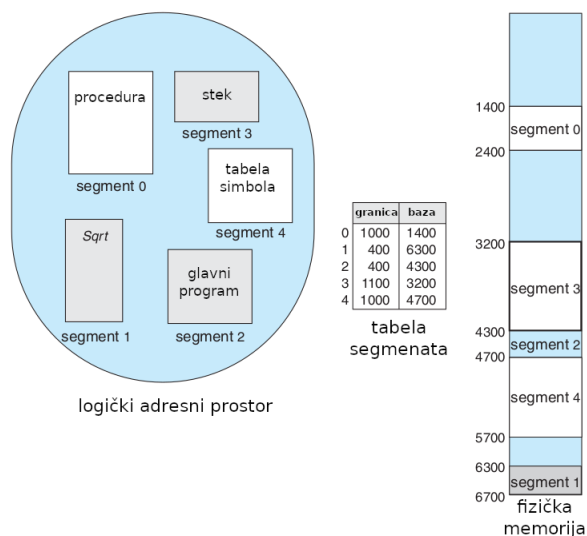 procedura
segment 0
stek
segment 3
tabela
simbola
segment 4
Sqrt
segment 1
glavni
program
segment 2
logički adresni prostor
granica baza
0 1000 1400
1 400 6300
2 400 4300
3 1100 3200
4 1000 4700
tabela
segmenata
1400
segment 0
2400
3200
segment 3
4300
segment 2
4700
segment 4
5700
6300
segment 1
6700
fizička
memorija